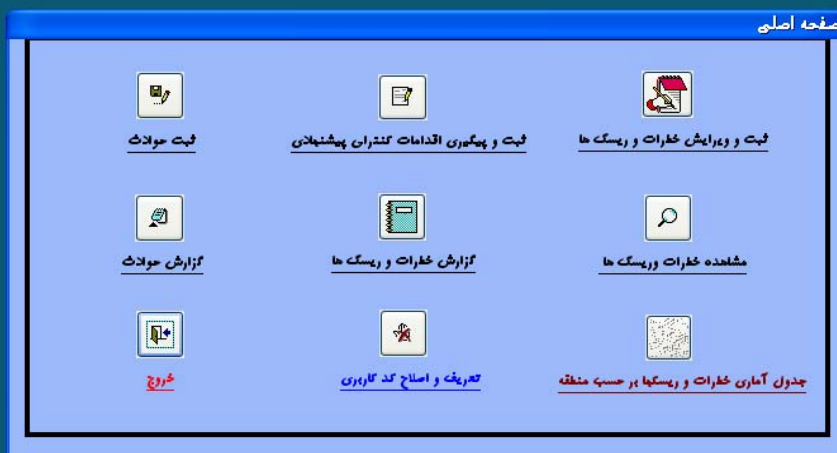 صفحه اصلی
ثبت و ویرایش خطرات و ریسک ها
ثبت و پیگیری اقدامات کنترلی پیشنهادی
ثبت حوادث
مشاهده خطرات وریسک ها
گزارش خطرات و ریسک ها
گزارش حوادث
جدول آماری خطرات و ریسکها بر حسب منطقه
تعریف و اصلاح کد کاربری
خروج